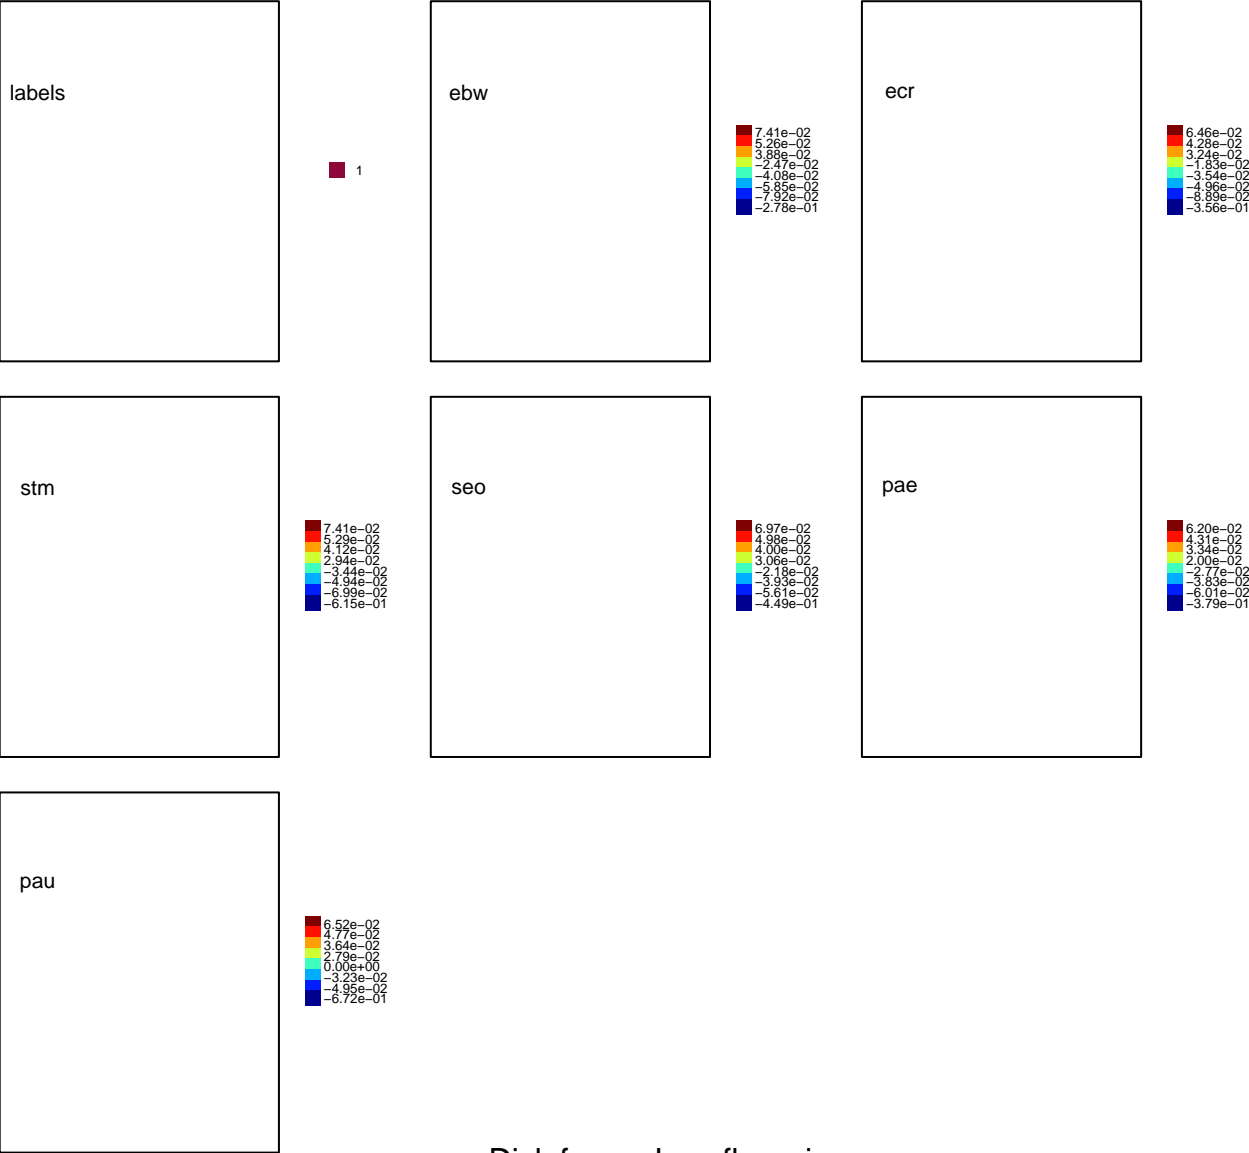 labels
1
ebw
7.41e−02
5.26e−02
3.88e−02
−2.47e−02
−4.08e−02
−5.85e−02
−7.92e−02
−2.78e−01
ecr
6.46e−02
4.28e−02
3.24e−02
−1.83e−02
−3.54e−02
−4.96e−02
−8.89e−02
−3.56e−01
stm
7.41e−02
5.29e−02
4.12e−02
2.94e−02
−3.44e−02
−4.94e−02
−6.99e−02
−6.15e−01
seo
6.97e−02
4.98e−02
4.00e−02
3.06e−02
−2.18e−02
−3.93e−02
−5.61e−02
−4.49e−01
pae
6.20e−02
4.31e−02
3.34e−02
2.00e−02
−2.77e−02
−3.83e−02
−6.01e−02
−3.79e−01
pau
6.52e−02
4.77e−02
3.64e−02
2.79e−02
0.00e+00
−3.23e−02
−4.95e−02
−6.72e−01